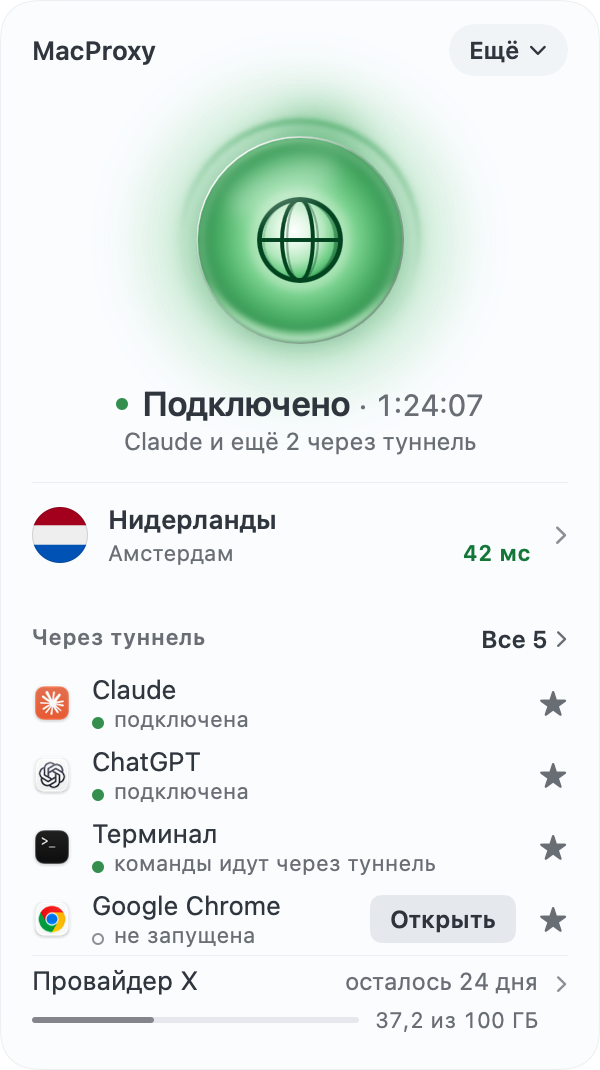 MacProxy
Ещё
Подключено · 1:24:07
Claude и ещё 2 через туннель
Нидерланды
Амстердам
42 мс
Через туннель
Все 5
Claude
подключена
ChatGPT
подключена
>_
Терминал
команды идут через туннель
Google Chrome
не запущена
Открыть
Провайдер X
осталось 24 дня
37,2 из 100 ГБ